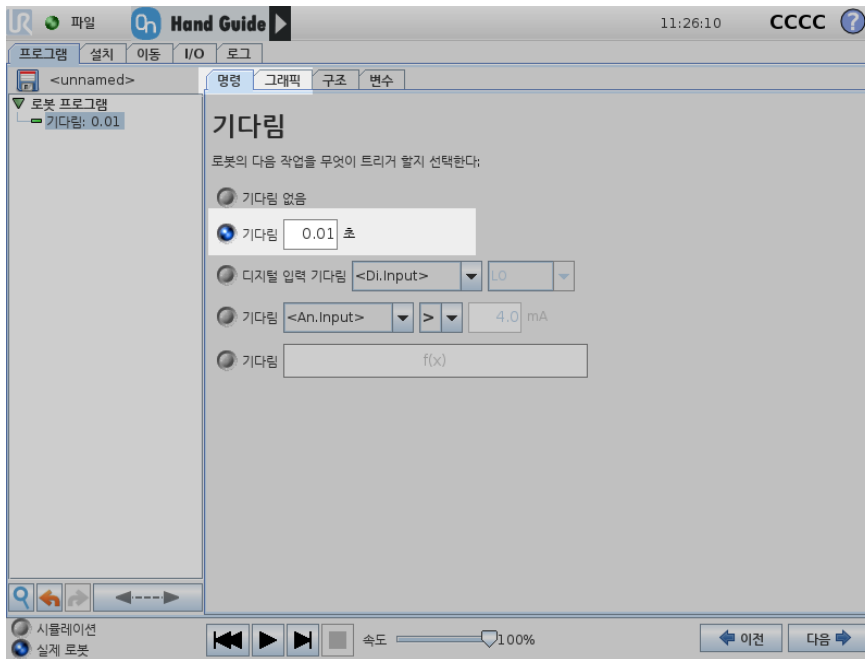 UR 파일 On Hand Guide 11:26:10 CCCC ?
프로그램 설치 이동 I/O 로그
<unnamed>
명령 그래픽 구조 변수
로봇 프로그램
기다림: 0.01
기다림
로봇의 다음 작업을 무엇이 트리거 할지 선택한다;
기다림 없음
기다림 0.01 초
디지털 입력 기다림 <Di.Input> LO
기다림 <An.Input> > 4.0 mA
기다림 f(x)
시뮬레이션
실제 로봇
속도 100%
이전 다음